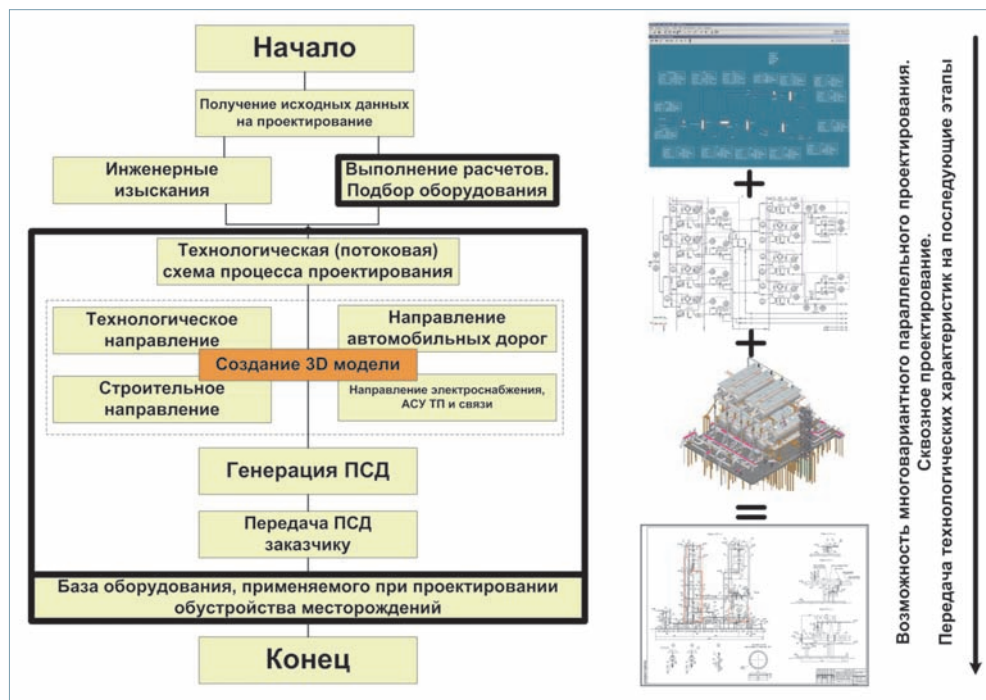 Начало
Получение исходных данных
на проектирование
Инженерные
изыскания
Выполнение расчетов.
Подбор оборудования
Технологическая (потоковая)
схема процесса проектирования
Технологическое
направление
Направление
автомобильных дорог
Создание 3D модели
Строительное
направление
Направление электроснабжения,
АСУ ТП и связи
Генерация ПСД
Передача ПСД
заказчику
База оборудования, применяемого при проектировании
обустройства месторождений
Конец
+
+
=
Возможность многовариантного параллельного проектирования.
Сквозное проектирование.
Передача технологических характеристик на последующие этапы